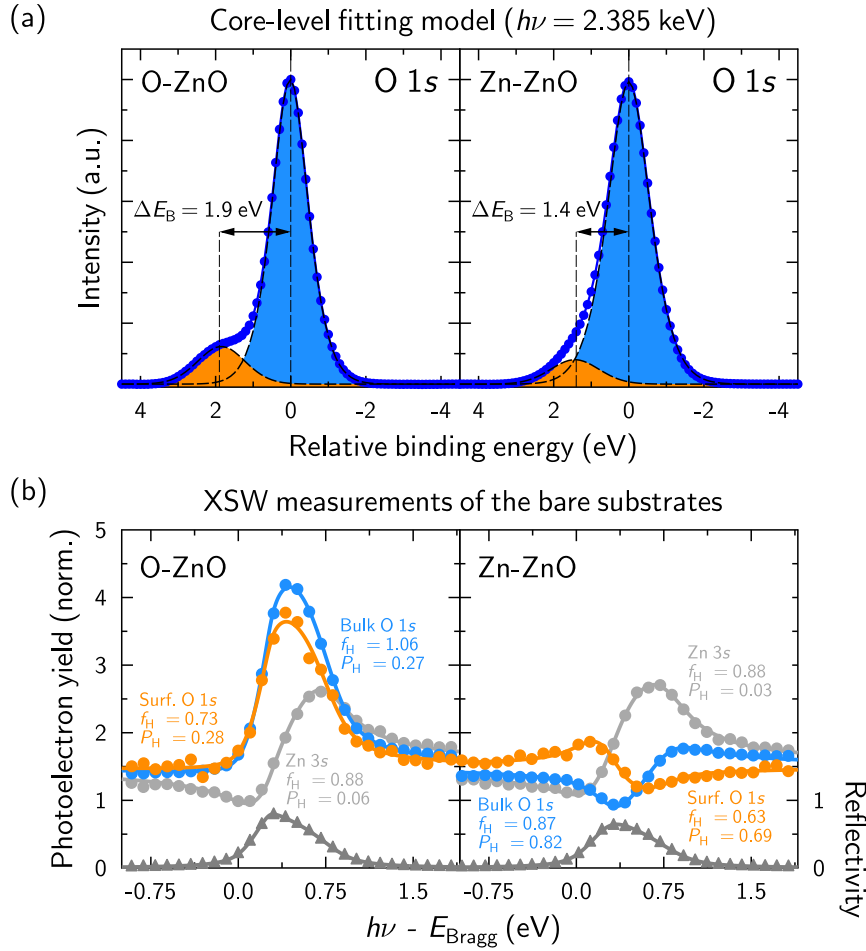 (a) Core-level fitting model (hν = 2.385 keV)
O-ZnO O 1s Zn-ZnO O 1s
Intensity (a.u.)
ΔE_B = 1.9 eV ΔE_B = 1.4 eV
4 2 0 -2 -4 4 2 0 -2 -4
Relative binding energy (eV)
(b) XSW measurements of the bare substrates
Photoelectron yield (norm.)
5
4
3
2
1
0
O-ZnO
Bulk O 1s
f_H = 1.06
P_H = 0.27
Surf. O 1s
f_H = 0.73
P_H = 0.28
Zn 3s
f_H = 0.88
P_H = 0.06
Zn-ZnO
Zn 3s
f_H = 0.88
P_H = 0.03
Bulk O 1s
f_H = 0.87
P_H = 0.82
Surf. O 1s
f_H = 0.63
P_H = 0.69
1
0
Reflectivity
-0.75 0.0 0.75 1.5 -0.75 0.0 0.75 1.5
hν - E_Bragg (eV)